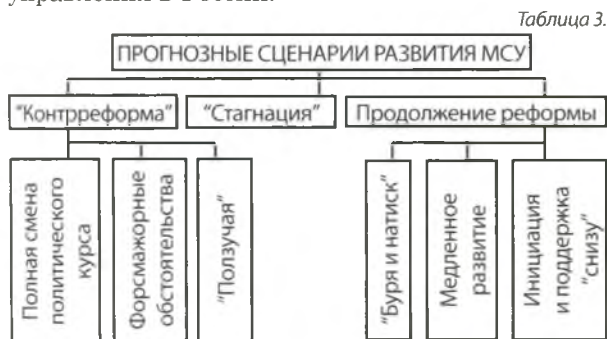 управления в России.
Таблица 3.
ПРОГНОЗНЫЕ СЦЕНАРИИ РАЗВИТИЯ МСУ
"Контрреформа"
"Стагнация"
Продолжение реформы
Полная смена
политического
курса
Форсмажорные
обстоятельства
"Ползучая"
"Буря и натиск"
Медленное
развитие
Инициация
и поддержка
"снизу"